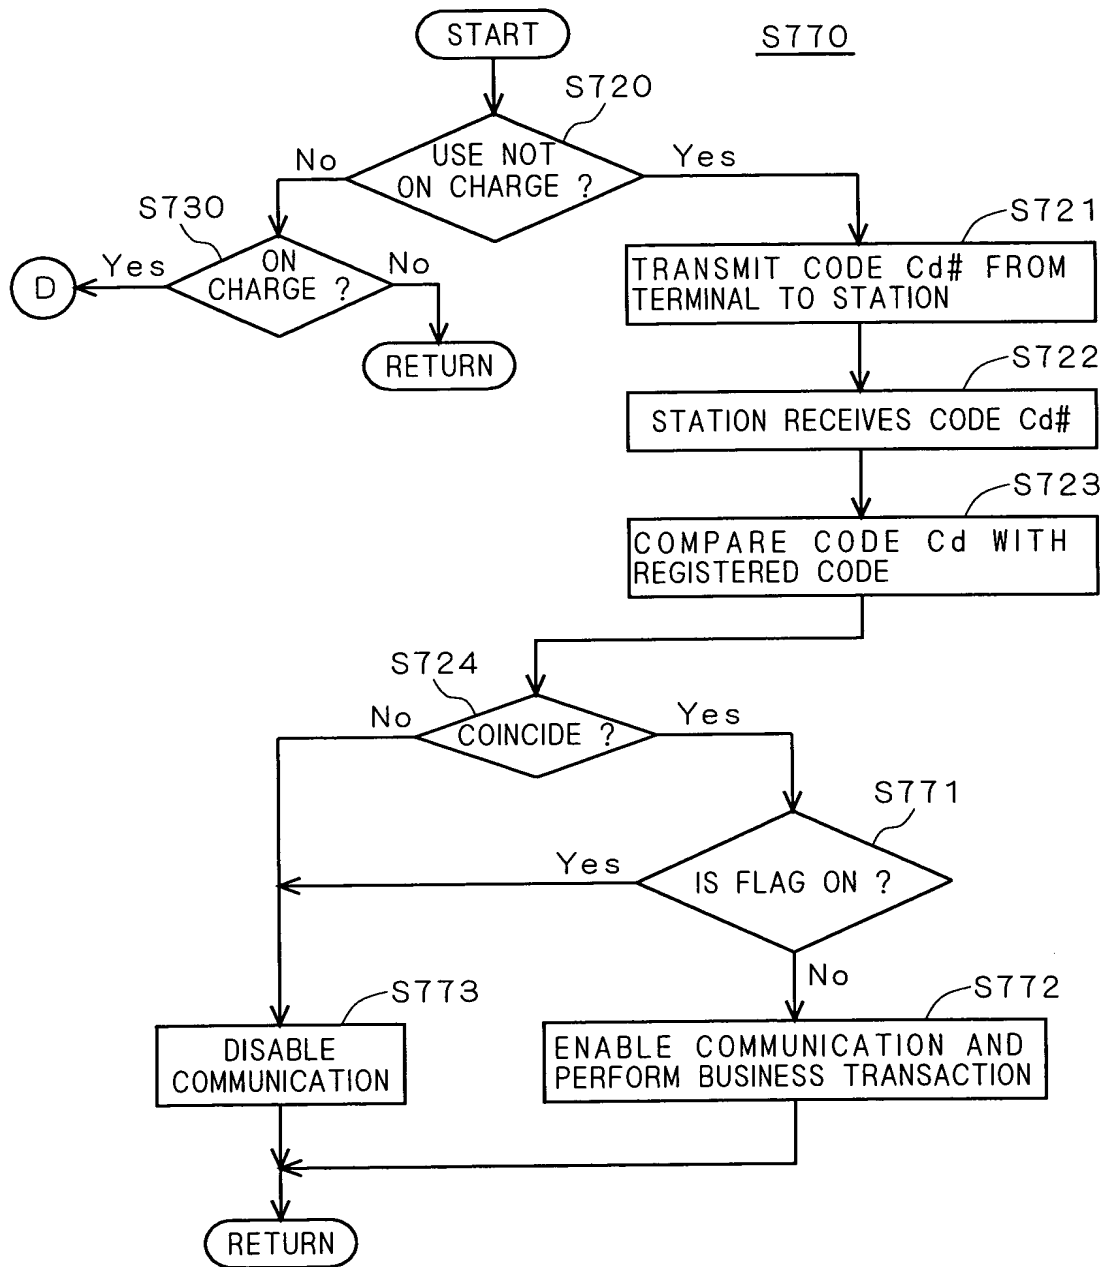 START
S770
S720
USE NOT
ON CHARGE ?
No
Yes
S730
ON
CHARGE ?
Yes
No
D
RETURN
S721
TRANSMIT CODE Cd# FROM
TERMINAL TO STATION
S722
STATION RECEIVES CODE Cd#
S723
COMPARE CODE Cd WITH
REGISTERED CODE
S724
COINCIDE ?
No
Yes
S771
IS FLAG ON ?
Yes
No
S773
DISABLE
COMMUNICATION
S772
ENABLE COMMUNICATION AND
PERFORM BUSINESS TRANSACTION
RETURN